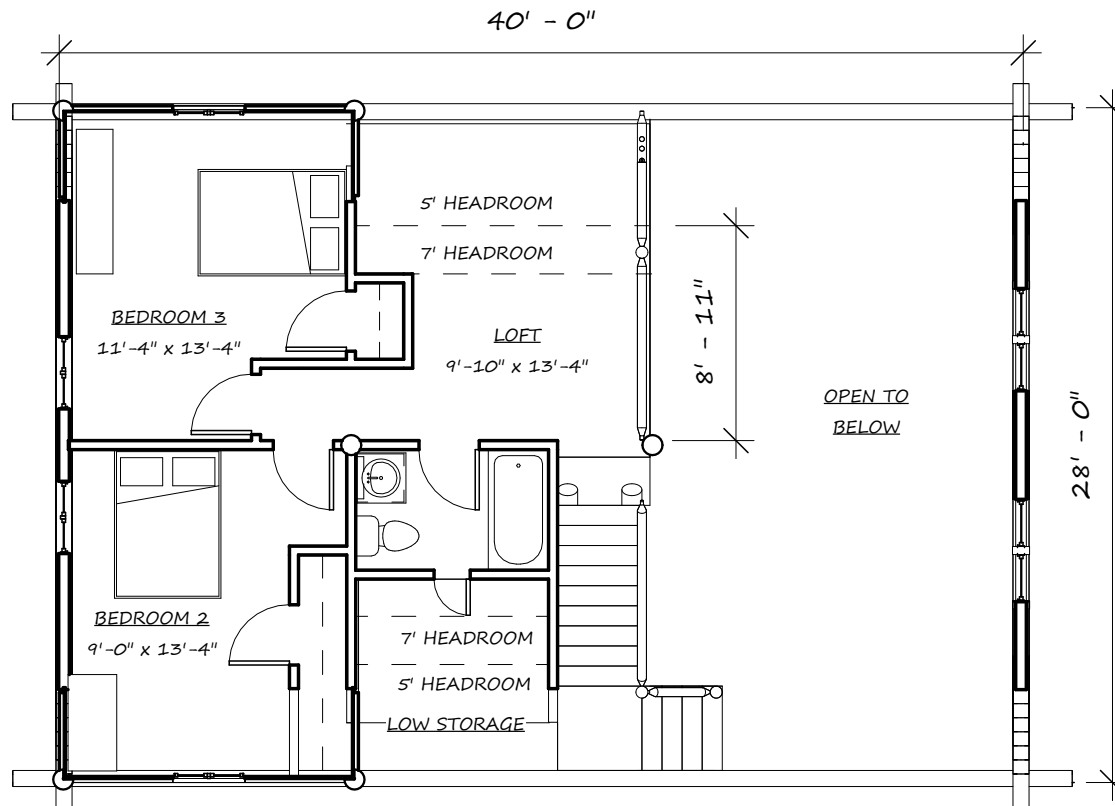 40' - 0"
5' HEADROOM
7' HEADROOM
BEDROOM 3
11'-4" x 13'-4"
LOFT
9'-10" x 13'-4"
8' - 11"
OPEN TO
BELOW
28' - 0"
BEDROOM 2
9'-0" x 13'-4"
7' HEADROOM
5' HEADROOM
LOW STORAGE